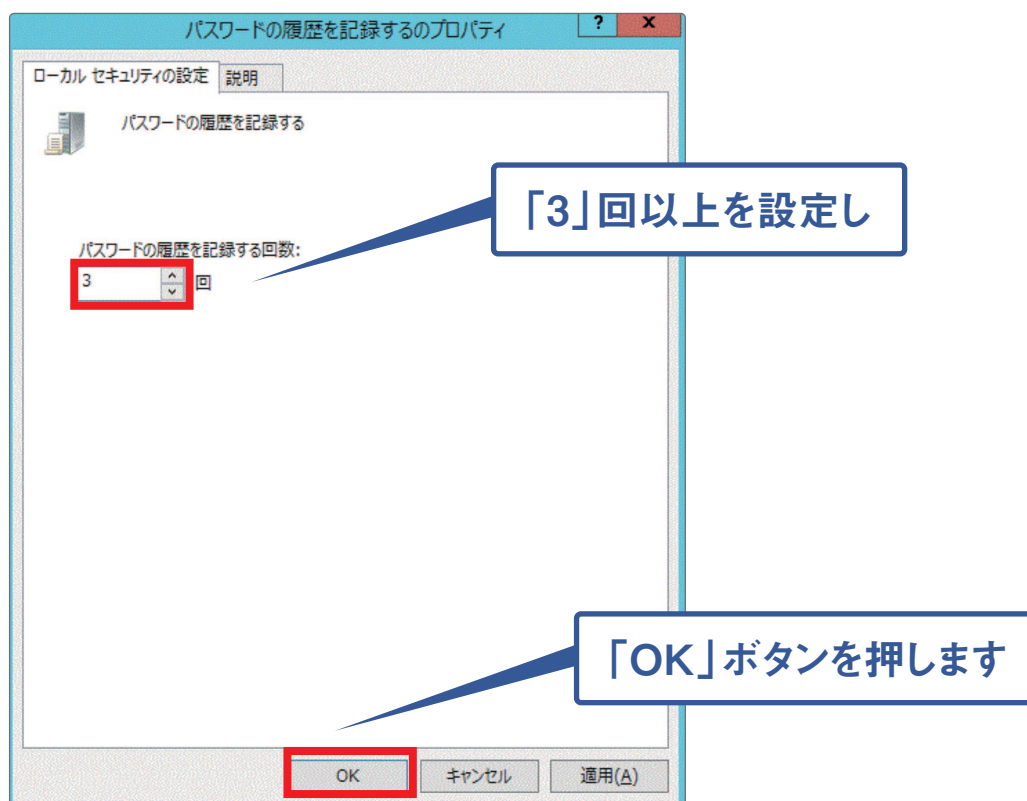 パスワードの履歴を記録するのプロパティ
? x
ローカル セキュリティの設定 説明
パスワードの履歴を記録する
「3」回以上を設定し
パスワードの履歴を記録する回数:
3 回
「OK」ボタンを押します
OK キャンセル 適用(A)